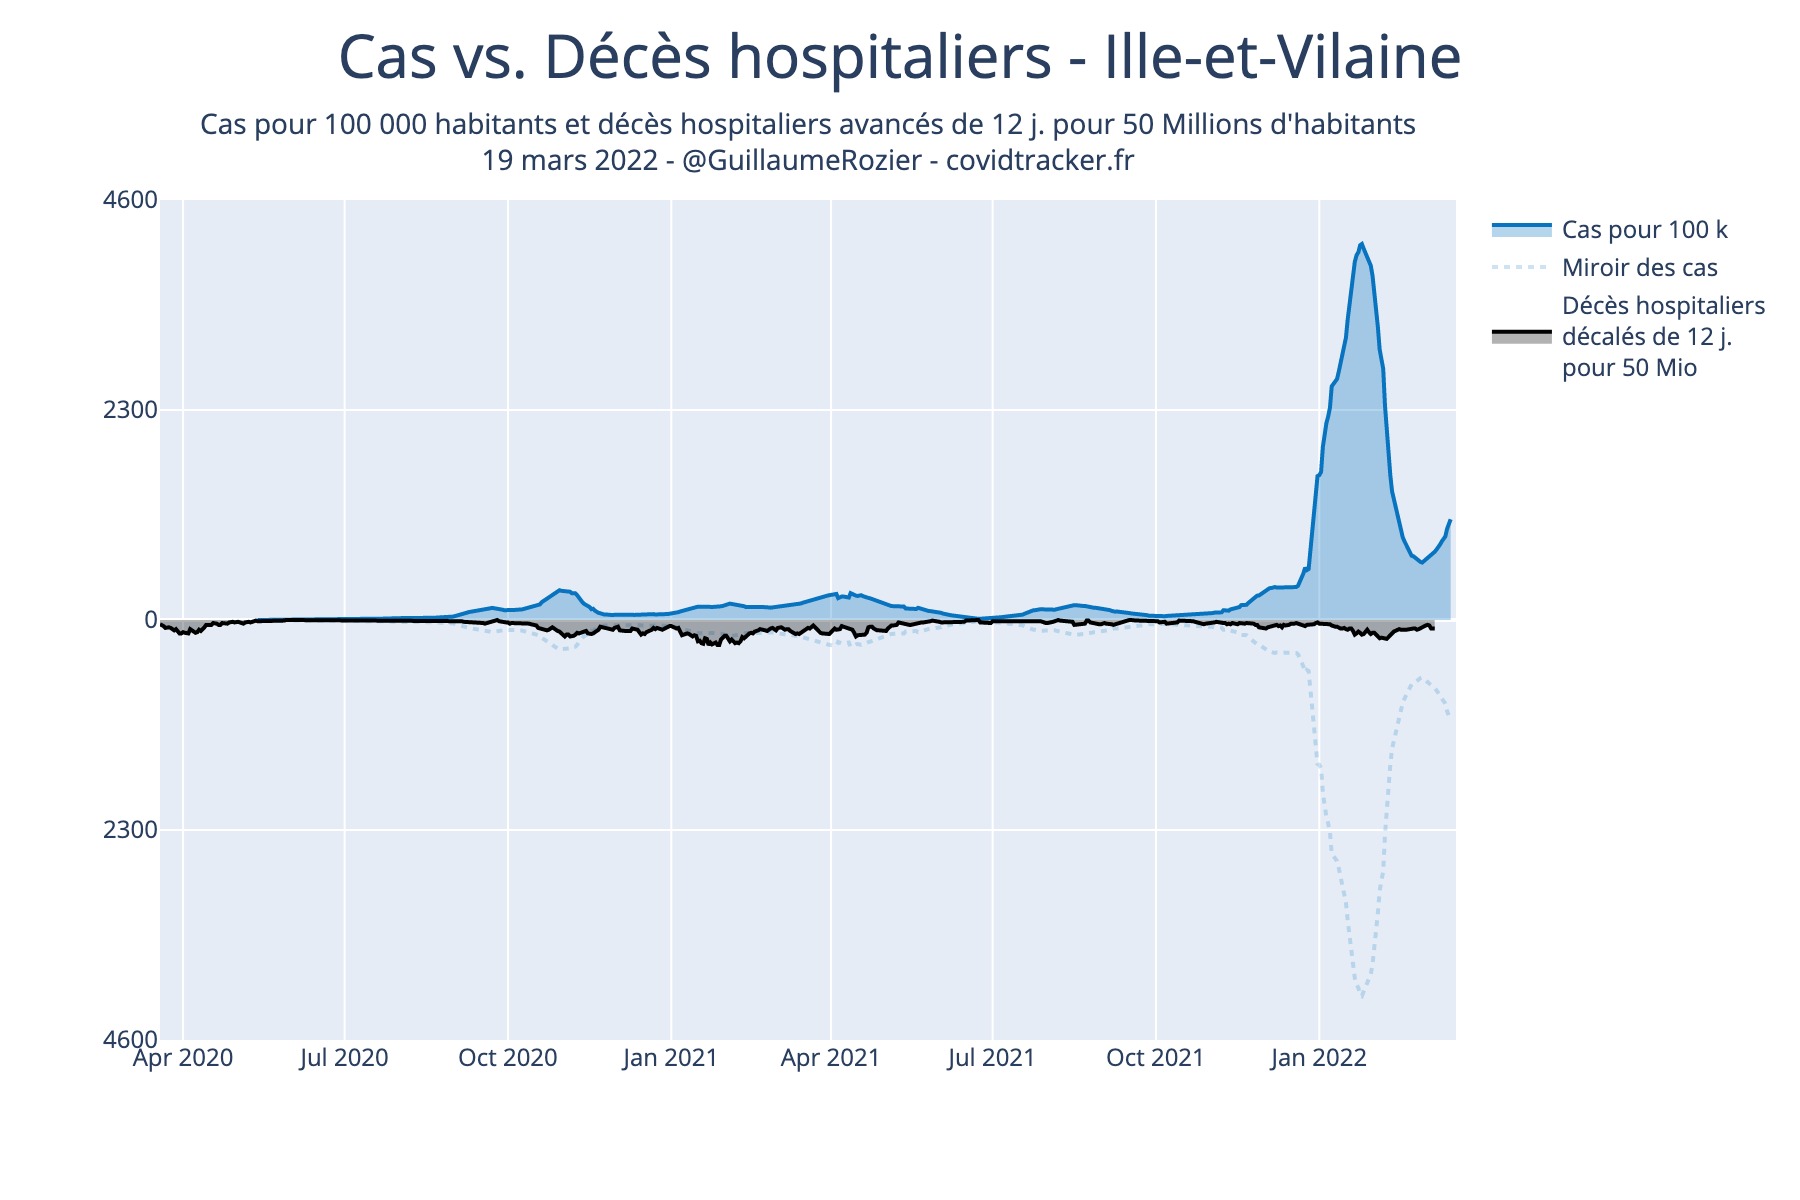 Cas vs. Décès hospitaliers - Ille-et-Vilaine
Cas pour 100 000 habitants et décès hospitaliers avancés de 12 j. pour 50 Millions d'habitants
19 mars 2022 - @GuillaumeRozier - covidtracker.fr
4600
2300
0
2300
4600
Apr 2020
Jul 2020
Oct 2020
Jan 2021
Apr 2021
Jul 2021
Oct 2021
Jan 2022
Cas pour 100 k
Miroir des cas
Décès hospitaliers
décalés de 12 j.
pour 50 Mio